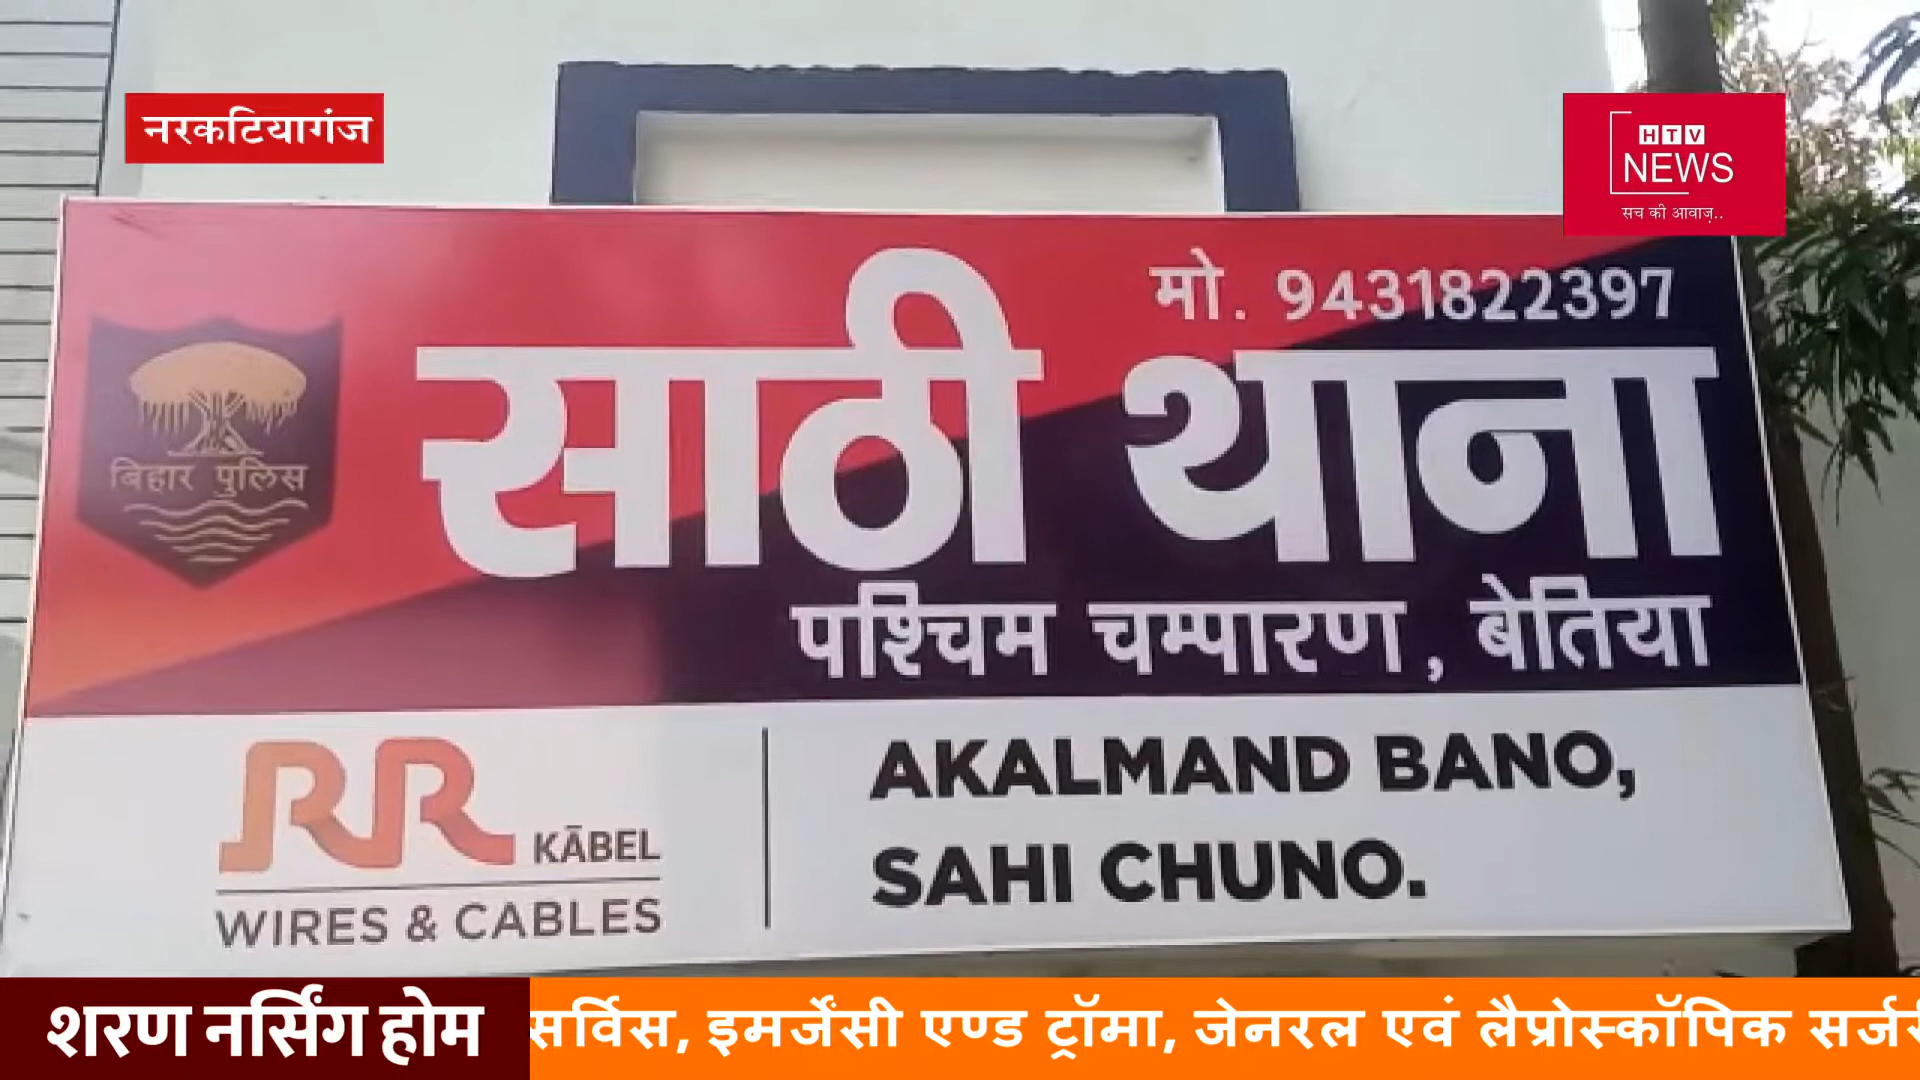 नरकटियागंज
HTV
NEWS
सच की आवाज़..
मो. 9431822397
साठी थाना
बिहार पुलिस
पश्चिम चम्पारण, बेतिया
RR KĀBEL
WIRES & CABLES
AKALMAND BANO,
SAHI CHUNO.
शरण नर्सिंग होम
सर्विस, इमर्जेंसी एण्ड ट्रॉमा, जेनरल एवं लैप्रोस्कॉपिक